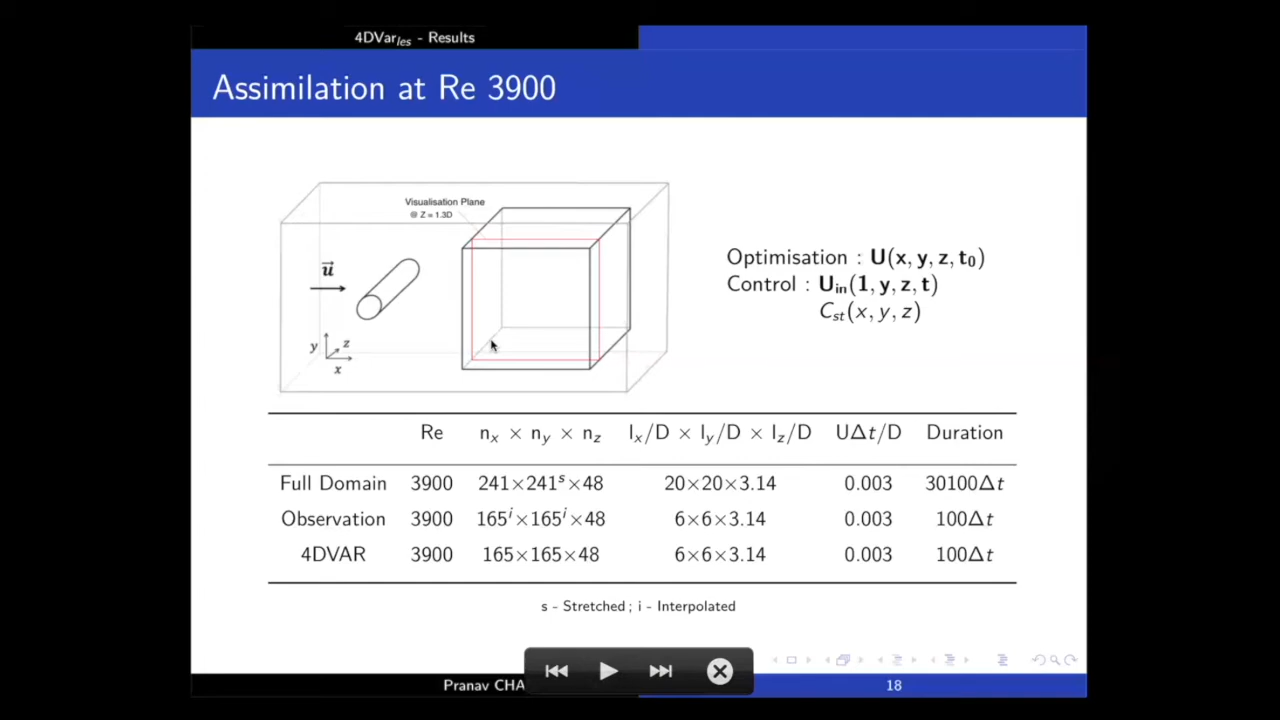 4DVar_les - Results
Assimilation at Re 3900
Visualisation Plane
@ Z = 1.3D
u⃗
y z
x
Optimisation : U(x, y, z, t₀)
Control : U_in(1, y, z, t)
C_st(x, y, z)
Re n_x × n_y × n_z l_x/D × l_y/D × l_z/D UΔt/D Duration
Full Domain 3900 241×241^s×48 20×20×3.14 0.003 30100Δt
Observation 3900 165^i×165^i×48 6×6×3.14 0.003 100Δt
4DVAR 3900 165×165×48 6×6×3.14 0.003 100Δt
s - Stretched ; i - Interpolated
Pranav CHA
18